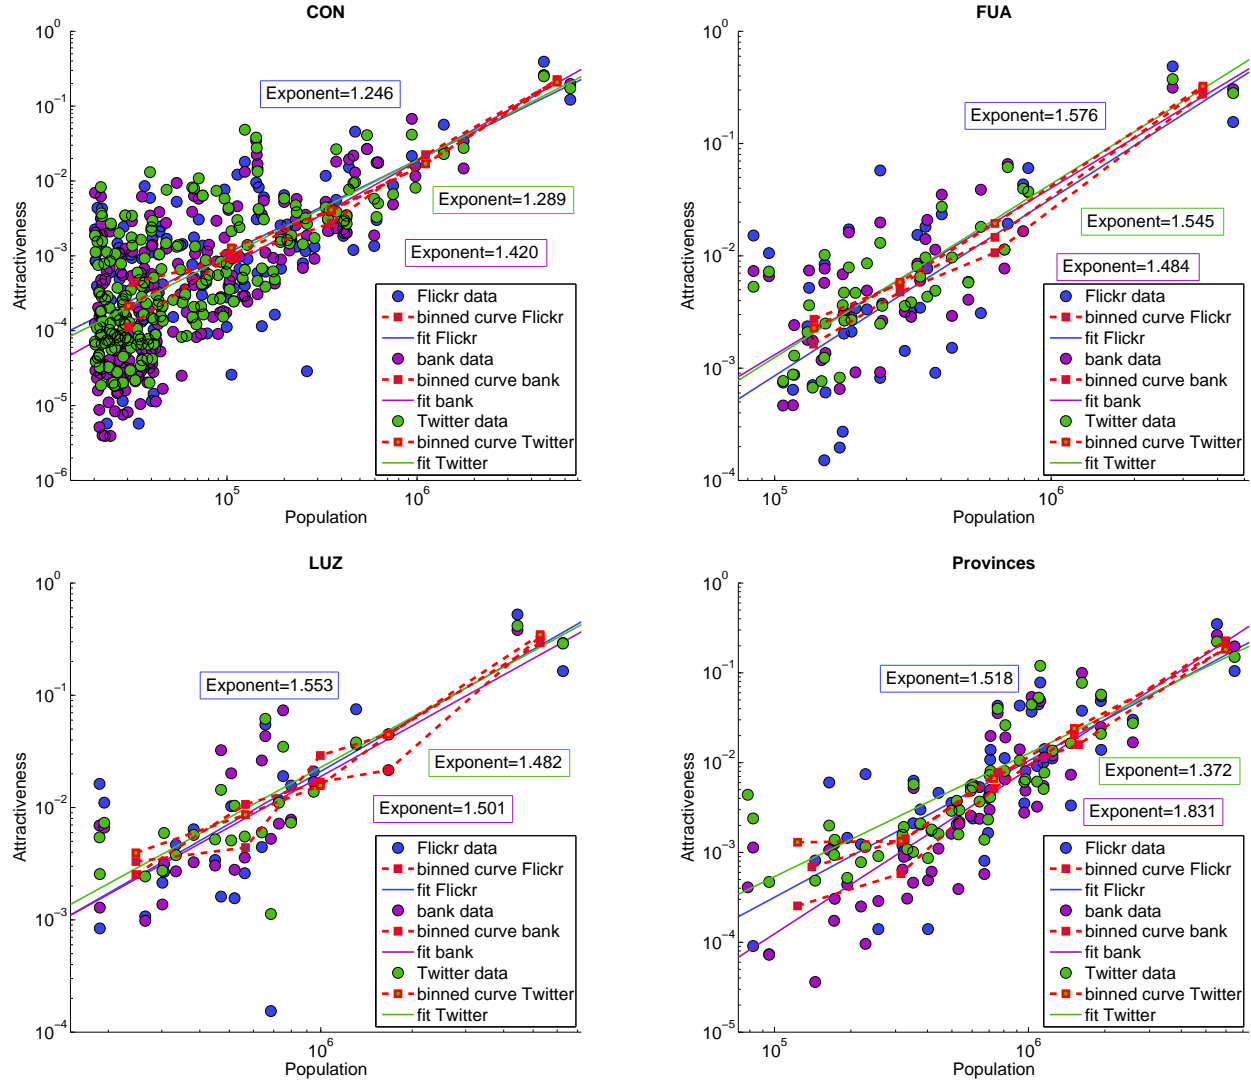 CON
10^0
10^-1
10^-2
10^-3
10^-4
10^-5
10^-6
Attractiveness
Exponent=1.246
Exponent=1.289
Exponent=1.420
Flickr data
binned curve Flickr
fit Flickr
bank data
binned curve bank
fit bank
Twitter data
binned curve Twitter
fit Twitter
10^5
10^6
Population
FUA
10^0
10^-1
10^-2
10^-3
10^-4
Attractiveness
Exponent=1.576
Exponent=1.545
Exponent=1.484
Flickr data
binned curve Flickr
fit Flickr
bank data
binned curve bank
fit bank
Twitter data
binned curve Twitter
fit Twitter
10^5
10^6
Population
LUZ
10^0
10^-1
10^-2
10^-3
10^-4
Attractiveness
Exponent=1.553
Exponent=1.482
Exponent=1.501
Flickr data
binned curve Flickr
fit Flickr
bank data
binned curve bank
fit bank
Twitter data
binned curve Twitter
fit Twitter
10^6
Population
Provinces
10^0
10^-1
10^-2
10^-3
10^-4
10^-5
Attractiveness
Exponent=1.518
Exponent=1.372
Exponent=1.831
Flickr data
binned curve Flickr
fit Flickr
bank data
binned curve bank
fit bank
Twitter data
binned curve Twitter
fit Twitter
10^5
10^6
Population